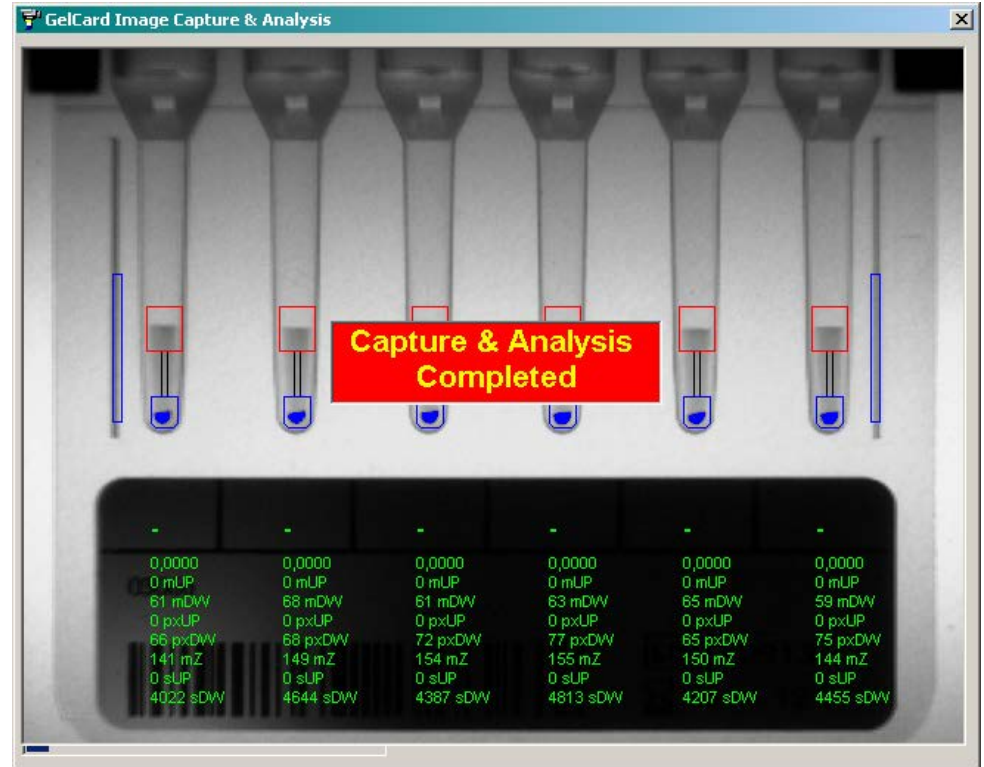 GelCard Image Capture & Analysis
Capture & Analysis
Completed
- - - - - -
0,0000 0,0000 0,0000 0,0000 0,0000 0,0000
0 mUP 0 mUP 0 mUP 0 mUP 0 mUP 0 mUP
61 mDW 68 mDW 61 mDW 63 mDW 65 mDW 59 mDW
0 pxUP 0 pxUP 0 pxUP 0 pxUP 0 pxUP 0 pxUP
66 pxDW 68 pxDW 72 pxDW 77 pxDW 65 pxDW 75 pxDW
141 mZ 149 mZ 154 mZ 155 mZ 150 mZ 144 mZ
0 sUP 0 sUP 0 sUP 0 sUP 0 sUP 0 sUP
4022 sDW 4644 sDW 4387 sDW 4813 sDW 4207 sDW 4455 sDW